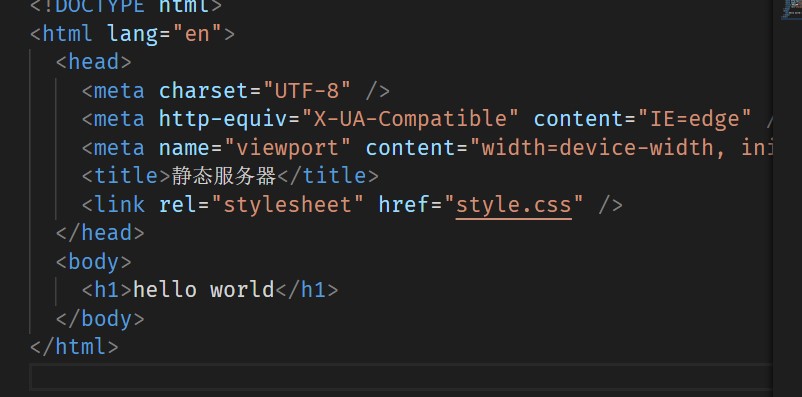 <!DOCTYPE html>
<html lang="en">
<head>
<meta charset="UTF-8" />
<meta http-equiv="X-UA-Compatible" content="IE=edge" /
<meta name="viewport" content="width=device-width, ini
<title>静态服务器</title>
<link rel="stylesheet" href="style.css" />
</head>
<body>
<h1>hello world</h1>
</body>
</html>